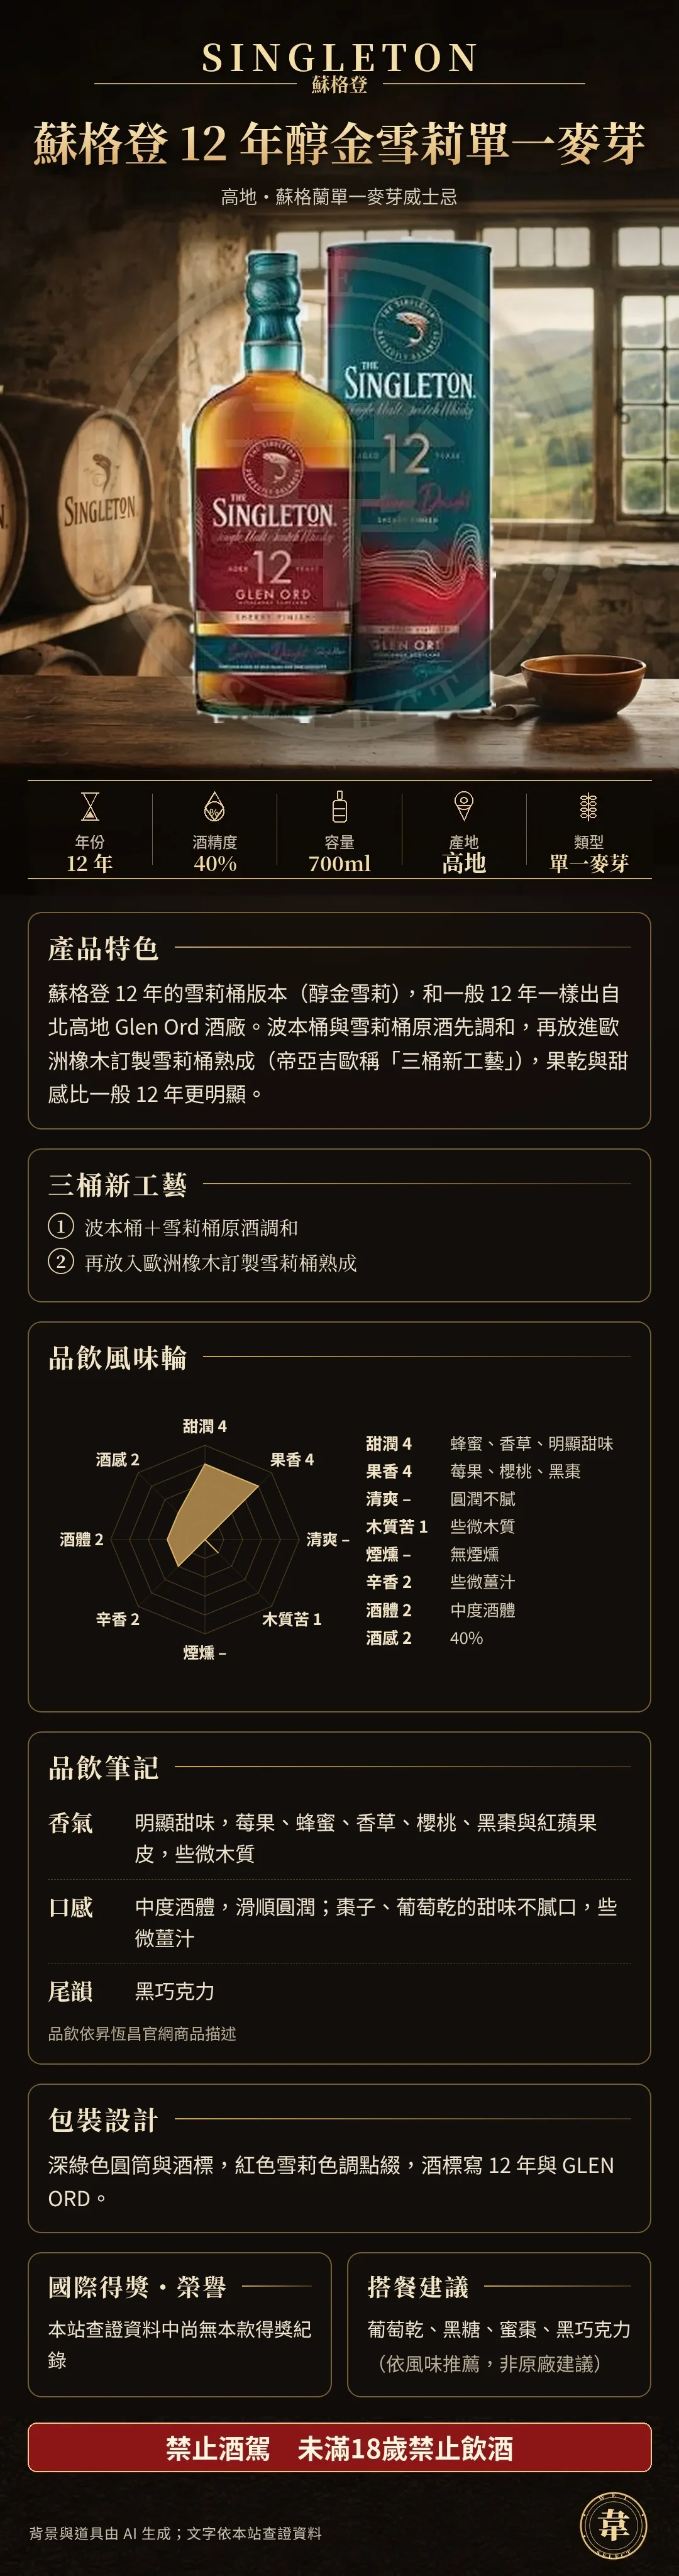 SINGLETON
蘇格登
蘇格登 12 年醇金雪莉單一麥芽
高地・蘇格蘭單一麥芽威士忌
THE
SINGLETON
Single Malt Scotch Whisky
12
SINGLETON
THE
SINGLETON
Single Malt Scotch Whisky
AGED 12 YEARS
GLEN ORD
SHERRY FINISH
GLEN ORD
SELECT
年份
12 年
酒精度
40%
容量
700ml
產地
高地
類型
單一麥芽
產品特色
蘇格登 12 年的雪莉桶版本（醇金雪莉），和一般 12 年一樣出自
北高地 Glen Ord 酒廠。波本桶與雪莉桶原酒先調和，再放進歐
洲橡木訂製雪莉桶熟成（帝亞吉歐稱「三桶新工藝」），果乾與甜
感比一般 12 年更明顯。
三桶新工藝
1 波本桶＋雪莉桶原酒調和
2 再放入歐洲橡木訂製雪莉桶熟成
品飲風味輪
甜潤 4
果香 4
清爽 –
木質苦 1
煙燻 –
辛香 2
酒體 2
酒感 2
甜潤 4 蜂蜜、香草、明顯甜味
果香 4 莓果、櫻桃、黑棗
清爽 – 圓潤不膩
木質苦 1 些微木質
煙燻 – 無煙燻
辛香 2 些微薑汁
酒體 2 中度酒體
酒感 2 40%
品飲筆記
香氣 明顯甜味，莓果、蜂蜜、香草、櫻桃、黑棗與紅蘋果
皮，些微木質
口感 中度酒體，滑順圓潤；棗子、葡萄乾的甜味不膩口，些
微薑汁
尾韻 黑巧克力
品飲依昇恆昌官網商品描述
包裝設計
深綠色圓筒與酒標，紅色雪莉色調點綴，酒標寫 12 年與 GLEN
ORD。
國際得獎・榮譽
本站查證資料中尚無本款得獎紀
錄
搭餐建議
葡萄乾、黑糖、蜜棗、黑巧克力
（依風味推薦，非原廠建議）
禁止酒駕 未滿18歲禁止飲酒
背景與道具由 AI 生成；文字依本站查證資料
韋